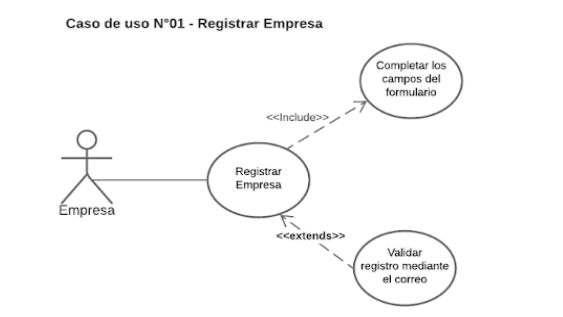 Caso de uso N°01 - Registrar Empresa
Completar los
campos del
formulario
<<Include>>
Registrar
Empresa
Empresa
<<extends>>
Validar
registro mediante
el correo